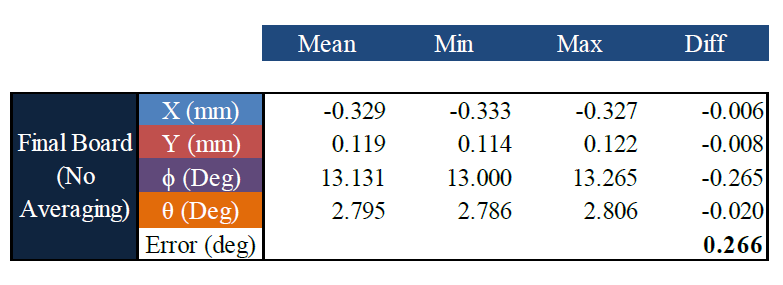 Mean Min Max Diff
Final Board (No Averaging)
X (mm) -0.329 -0.333 -0.327 -0.006
Y (mm) 0.119 0.114 0.122 -0.008
ϕ (Deg) 13.131 13.000 13.265 -0.265
θ (Deg) 2.795 2.786 2.806 -0.020
Error (deg) 0.266